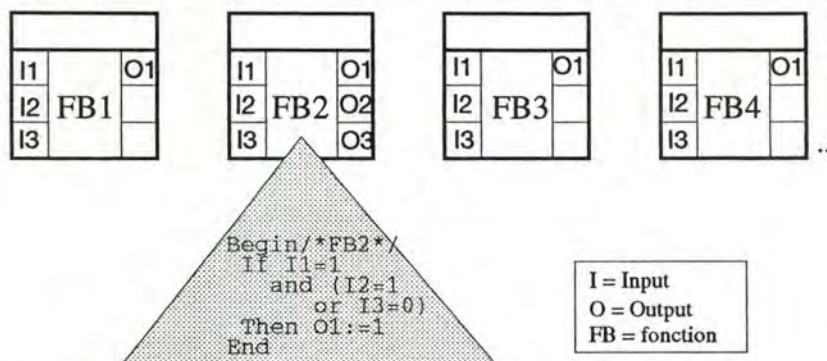 I1 O1 I1 O1 I1 O1 I1 O1
I2 FB1 I2 FB2 O2 I2 FB3 I2 FB4
I3 I3 O3 I3 I3 ..
Begin/*FB2*/
If I1=1
and (I2=1
or I3=0)
Then O1:=1
End
I = Input
O = Output
FB = fonction